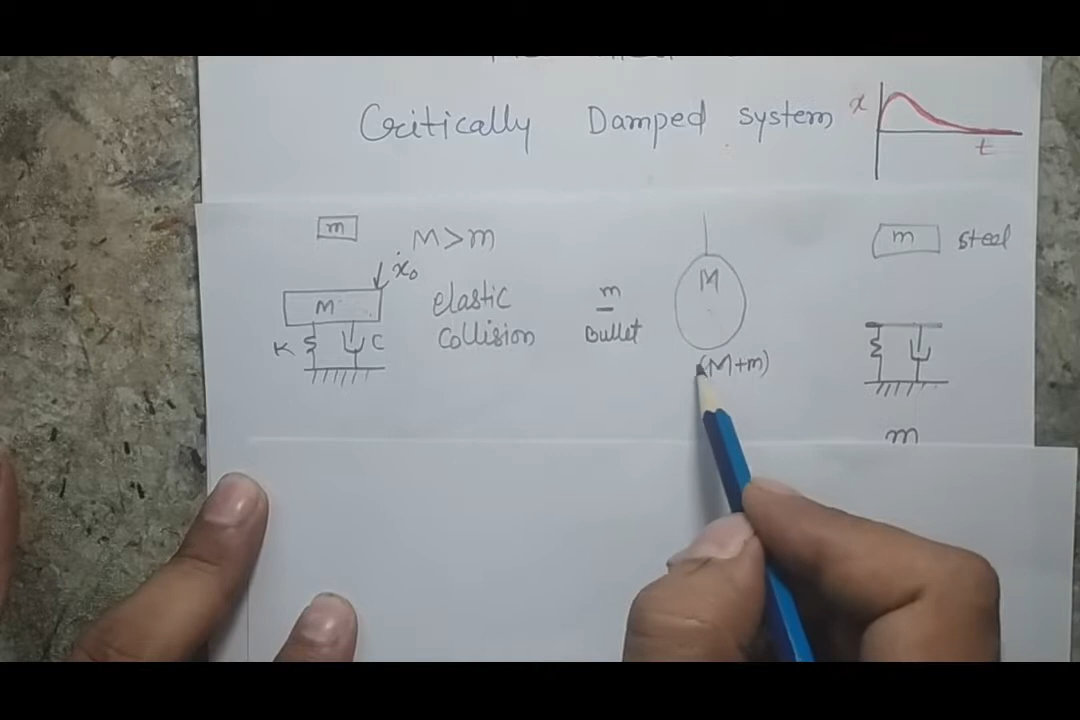 Critically Damped system
x
t
m
M>m
ẋ₀
M
K
C
elastic
collision
m
Bullet
M
(M+m)
m steel
m